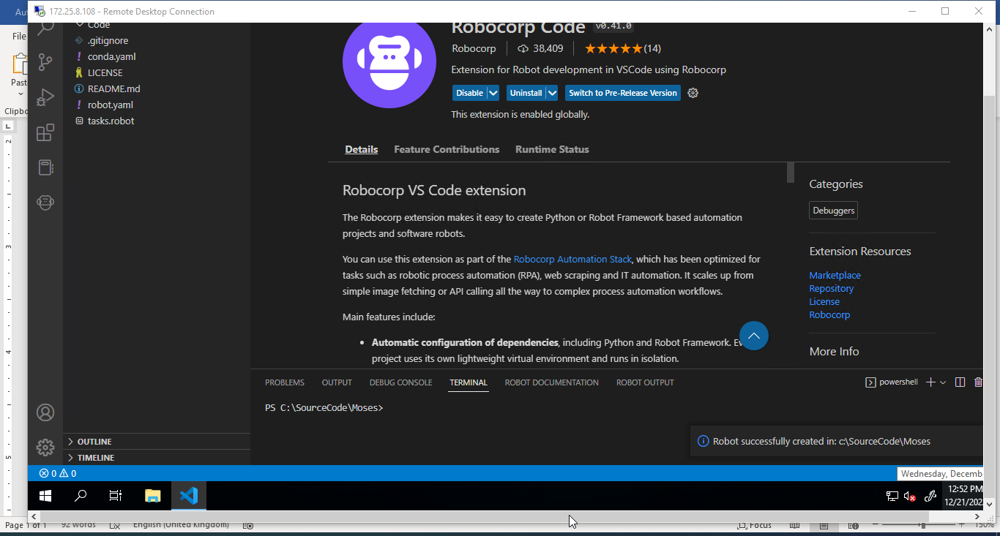 Au
172.25.8.108 - Remote Desktop Connection
File
Paste
Clipbo
Code
.gitignore
conda.yaml
LICENSE
README.md
robot.yaml
tasks.robot
Robocorp Code v0.41.0
Robocorp 38,409 (14)
Extension for Robot development in VSCode using Robocorp
Disable Uninstall Switch to Pre-Release Version
This extension is enabled globally.
Details Feature Contributions Runtime Status
Robocorp VS Code extension
The Robocorp extension makes it easy to create Python or Robot Framework based automation
projects and software robots.
You can use this extension as part of the Robocorp Automation Stack, which has been optimized for
tasks such as robotic process automation (RPA), web scraping and IT automation. It scales up from
simple image fetching or API calling all the way to complex process automation workflows.
Main features include:
• Automatic configuration of dependencies, including Python and Robot Framework. Ev
project uses its own lightweight virtual environment and runs in isolation.
Categories
Debuggers
Extension Resources
Marketplace
Repository
License
Robocorp
More Info
PROBLEMS OUTPUT DEBUG CONSOLE TERMINAL ROBOT DOCUMENTATION ROBOT OUTPUT powershell
PS C:\SourceCode\Moses>
Robot successfully created in: c:\SourceCode\Moses
OUTLINE
TIMELINE
0 0
Wednesday, Decemb
12:52 PM
12/21/202
2
3
4
5
Page 1 of 1 92 words English (United Kingdom) Focus 150%